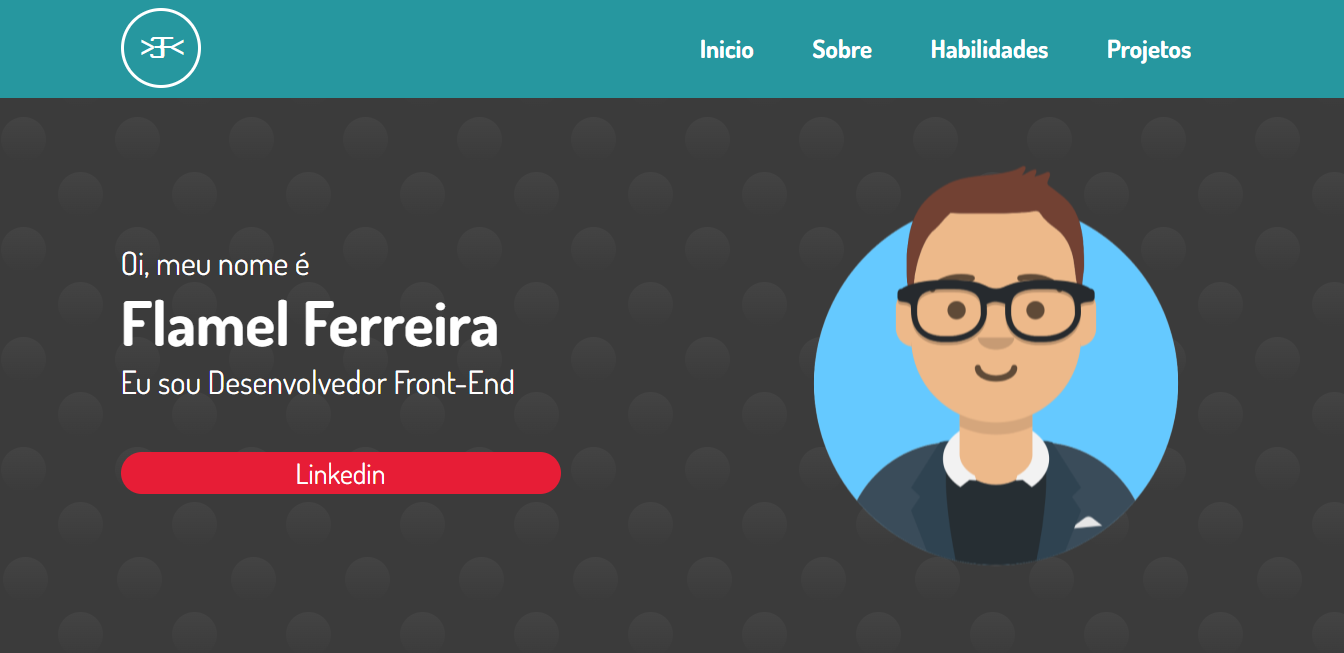 Inicio
Sobre
Habilidades
Projetos
Oi, meu nome é
Flamel Ferreira
Eu sou Desenvolvedor Front-End
Linkedin